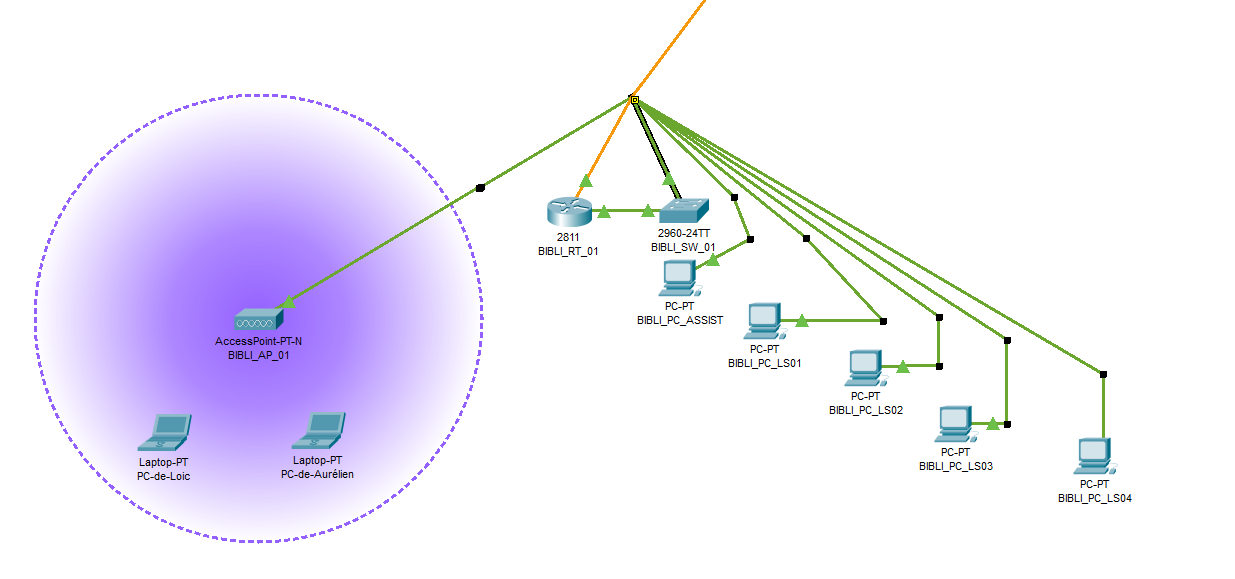 2811
BIBLI_RT_01
2960-24TT
BIBLI_SW_01
PC-PT
BIBLI_PC_ASSIST
AccessPoint-PT-N
BIBLI_AP_01
PC-PT
BIBLI_PC_LS01
PC-PT
BIBLI_PC_LS02
Laptop-PT
PC-de-Loic
Laptop-PT
PC-de-Aurélien
PC-PT
BIBLI_PC_LS03
PC-PT
BIBLI_PC_LS04